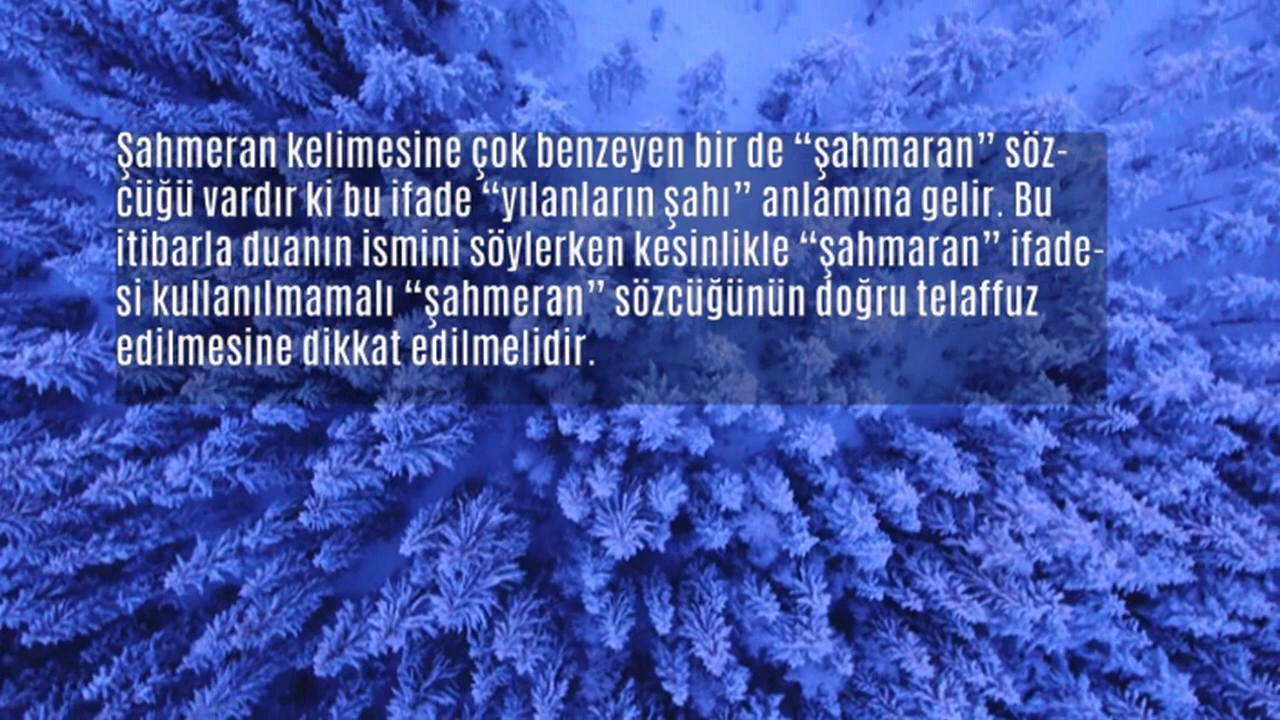 Şahmeran kelimesine çok benzeyen bir de “şahmaran” söz-
cüğü vardır ki bu ifade “yılanların şahı” anlamına gelir. Bu
itibarla duanın ismini söylerken kesinlikle “şahmaran” ifade-
si kullanılmamalı “şahmeran” sözcüğünün doğru telaffuz
edilmesine dikkat edilmelidir.